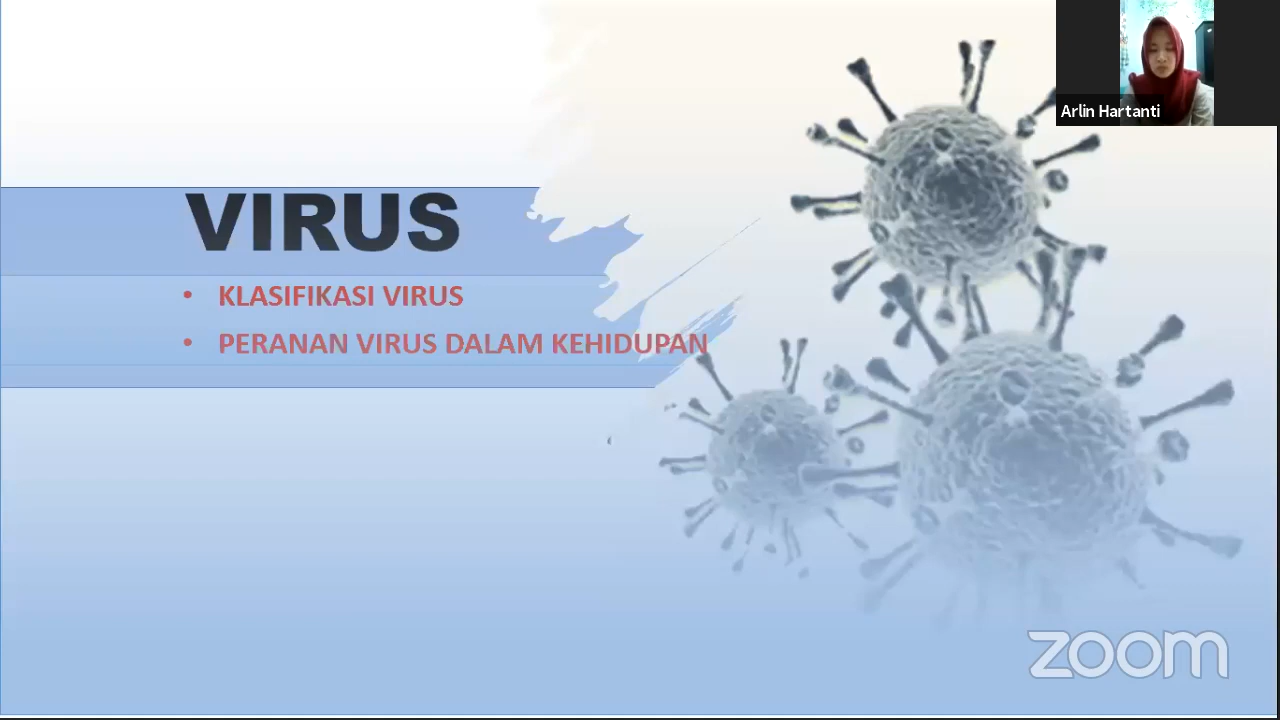 Arlin Hartanti
VIRUS
• KLASIFIKASI VIRUS
• PERANAN VIRUS DALAM KEHIDUPAN
zoom